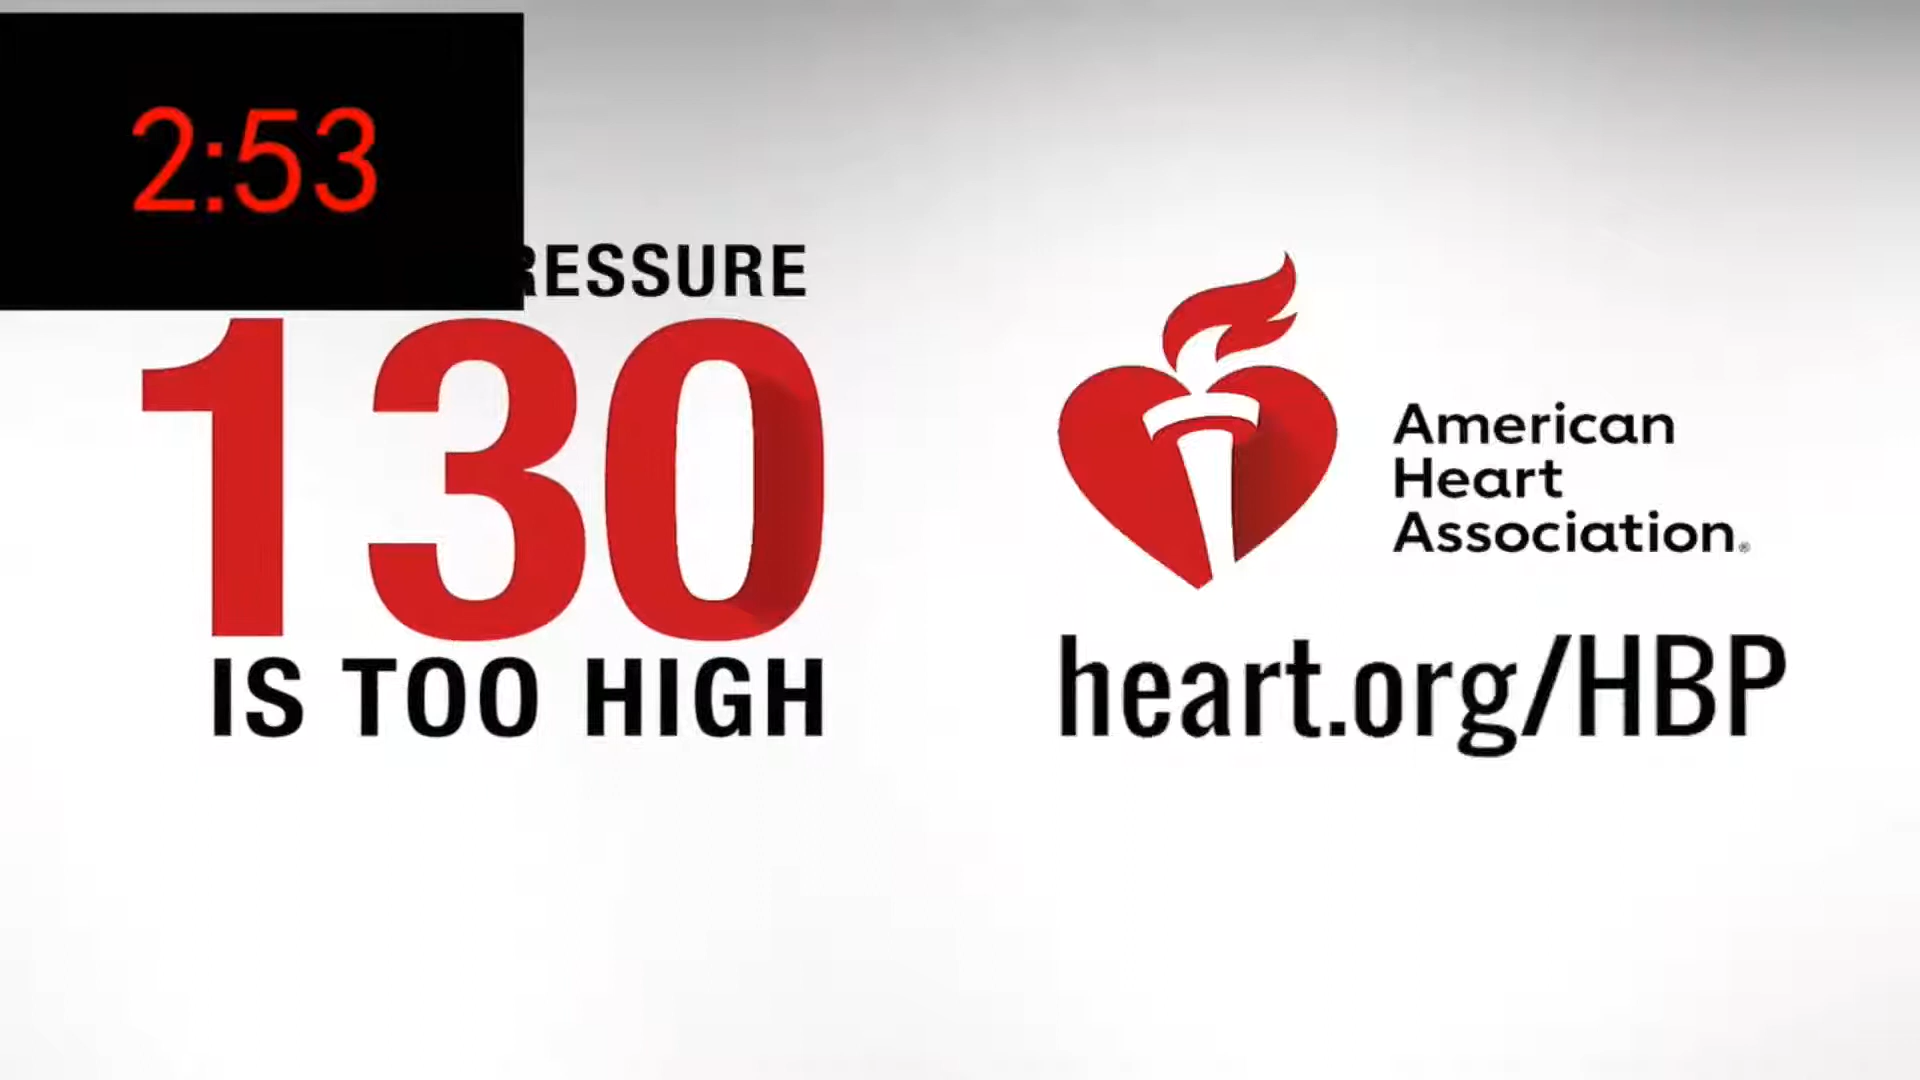 2:53
RESSURE
130
IS TOO HIGH
American
Heart
Association®
heart.org/HBP